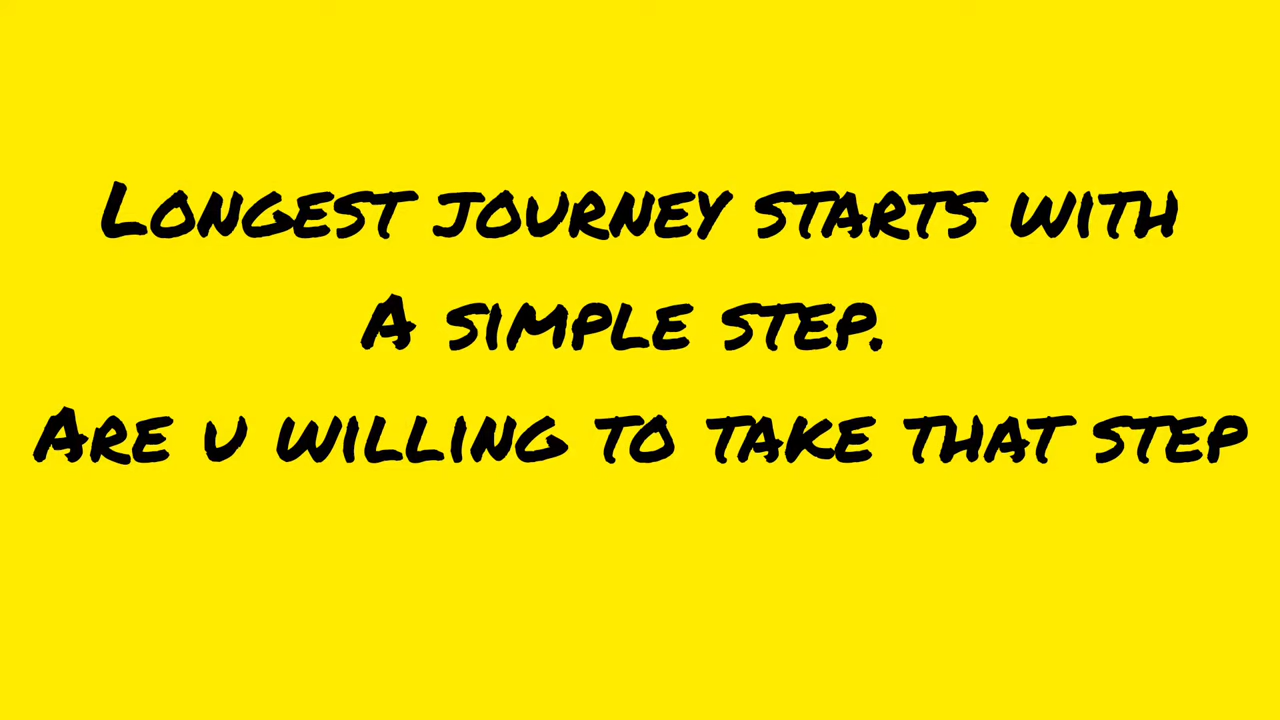 Longest journey starts with
A simple step.
Are u willing to take that step